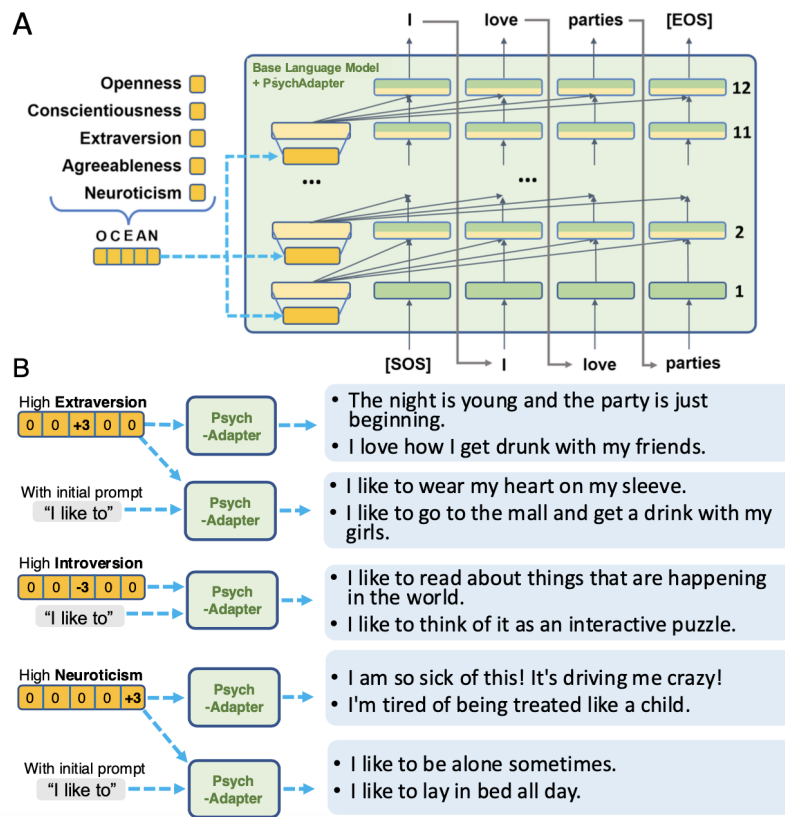 A
I love parties [EOS]
Base Language Model
+ PsychAdapter
Openness
Conscientiousness
Extraversion
Agreeableness
Neuroticism
O C E A N
12
11
... ...
2
1
[SOS] I love parties
B
High Extraversion
0 0 +3 0 0
Psych
-Adapter
• The night is young and the party is just
beginning.
• I love how I get drunk with my friends.
With initial prompt
“I like to”
Psych
-Adapter
• I like to wear my heart on my sleeve.
• I like to go to the mall and get a drink with my
girls.
High Introversion
0 0 -3 0 0
“I like to”
Psych
-Adapter
• I like to read about things that are happening
in the world.
• I like to think of it as an interactive puzzle.
High Neuroticism
0 0 0 0 +3
Psych
-Adapter
• I am so sick of this! It's driving me crazy!
• I'm tired of being treated like a child.
With initial prompt
“I like to”
Psych
-Adapter
• I like to be alone sometimes.
• I like to lay in bed all day.